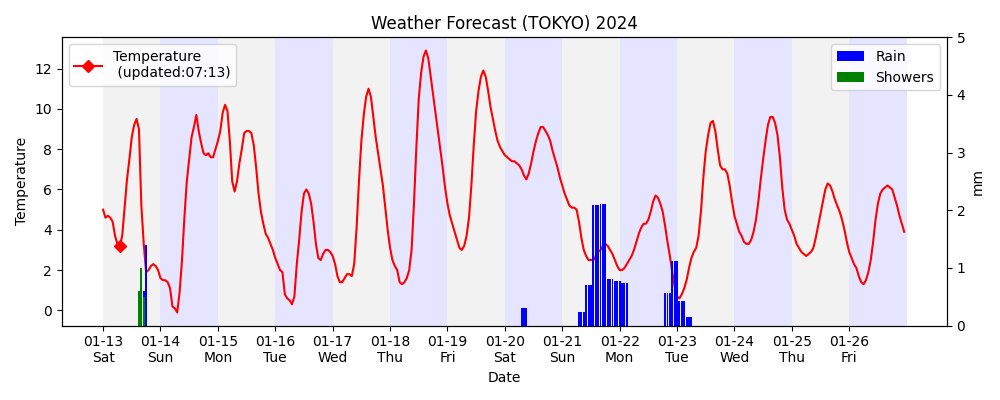 Weather Forecast (TOKYO) 2024
Temperature
(updated:07:13)
Rain
Showers
Temperature
12
10
8
6
4
2
0
5
4
3
2
1
0
mm
01-13 01-14 01-15 01-16 01-17 01-18 01-19 01-20 01-21 01-22 01-23 01-24 01-25 01-26
Sat Sun Mon Tue Wed Thu Fri Sat Sun Mon Tue Wed Thu Fri
Date